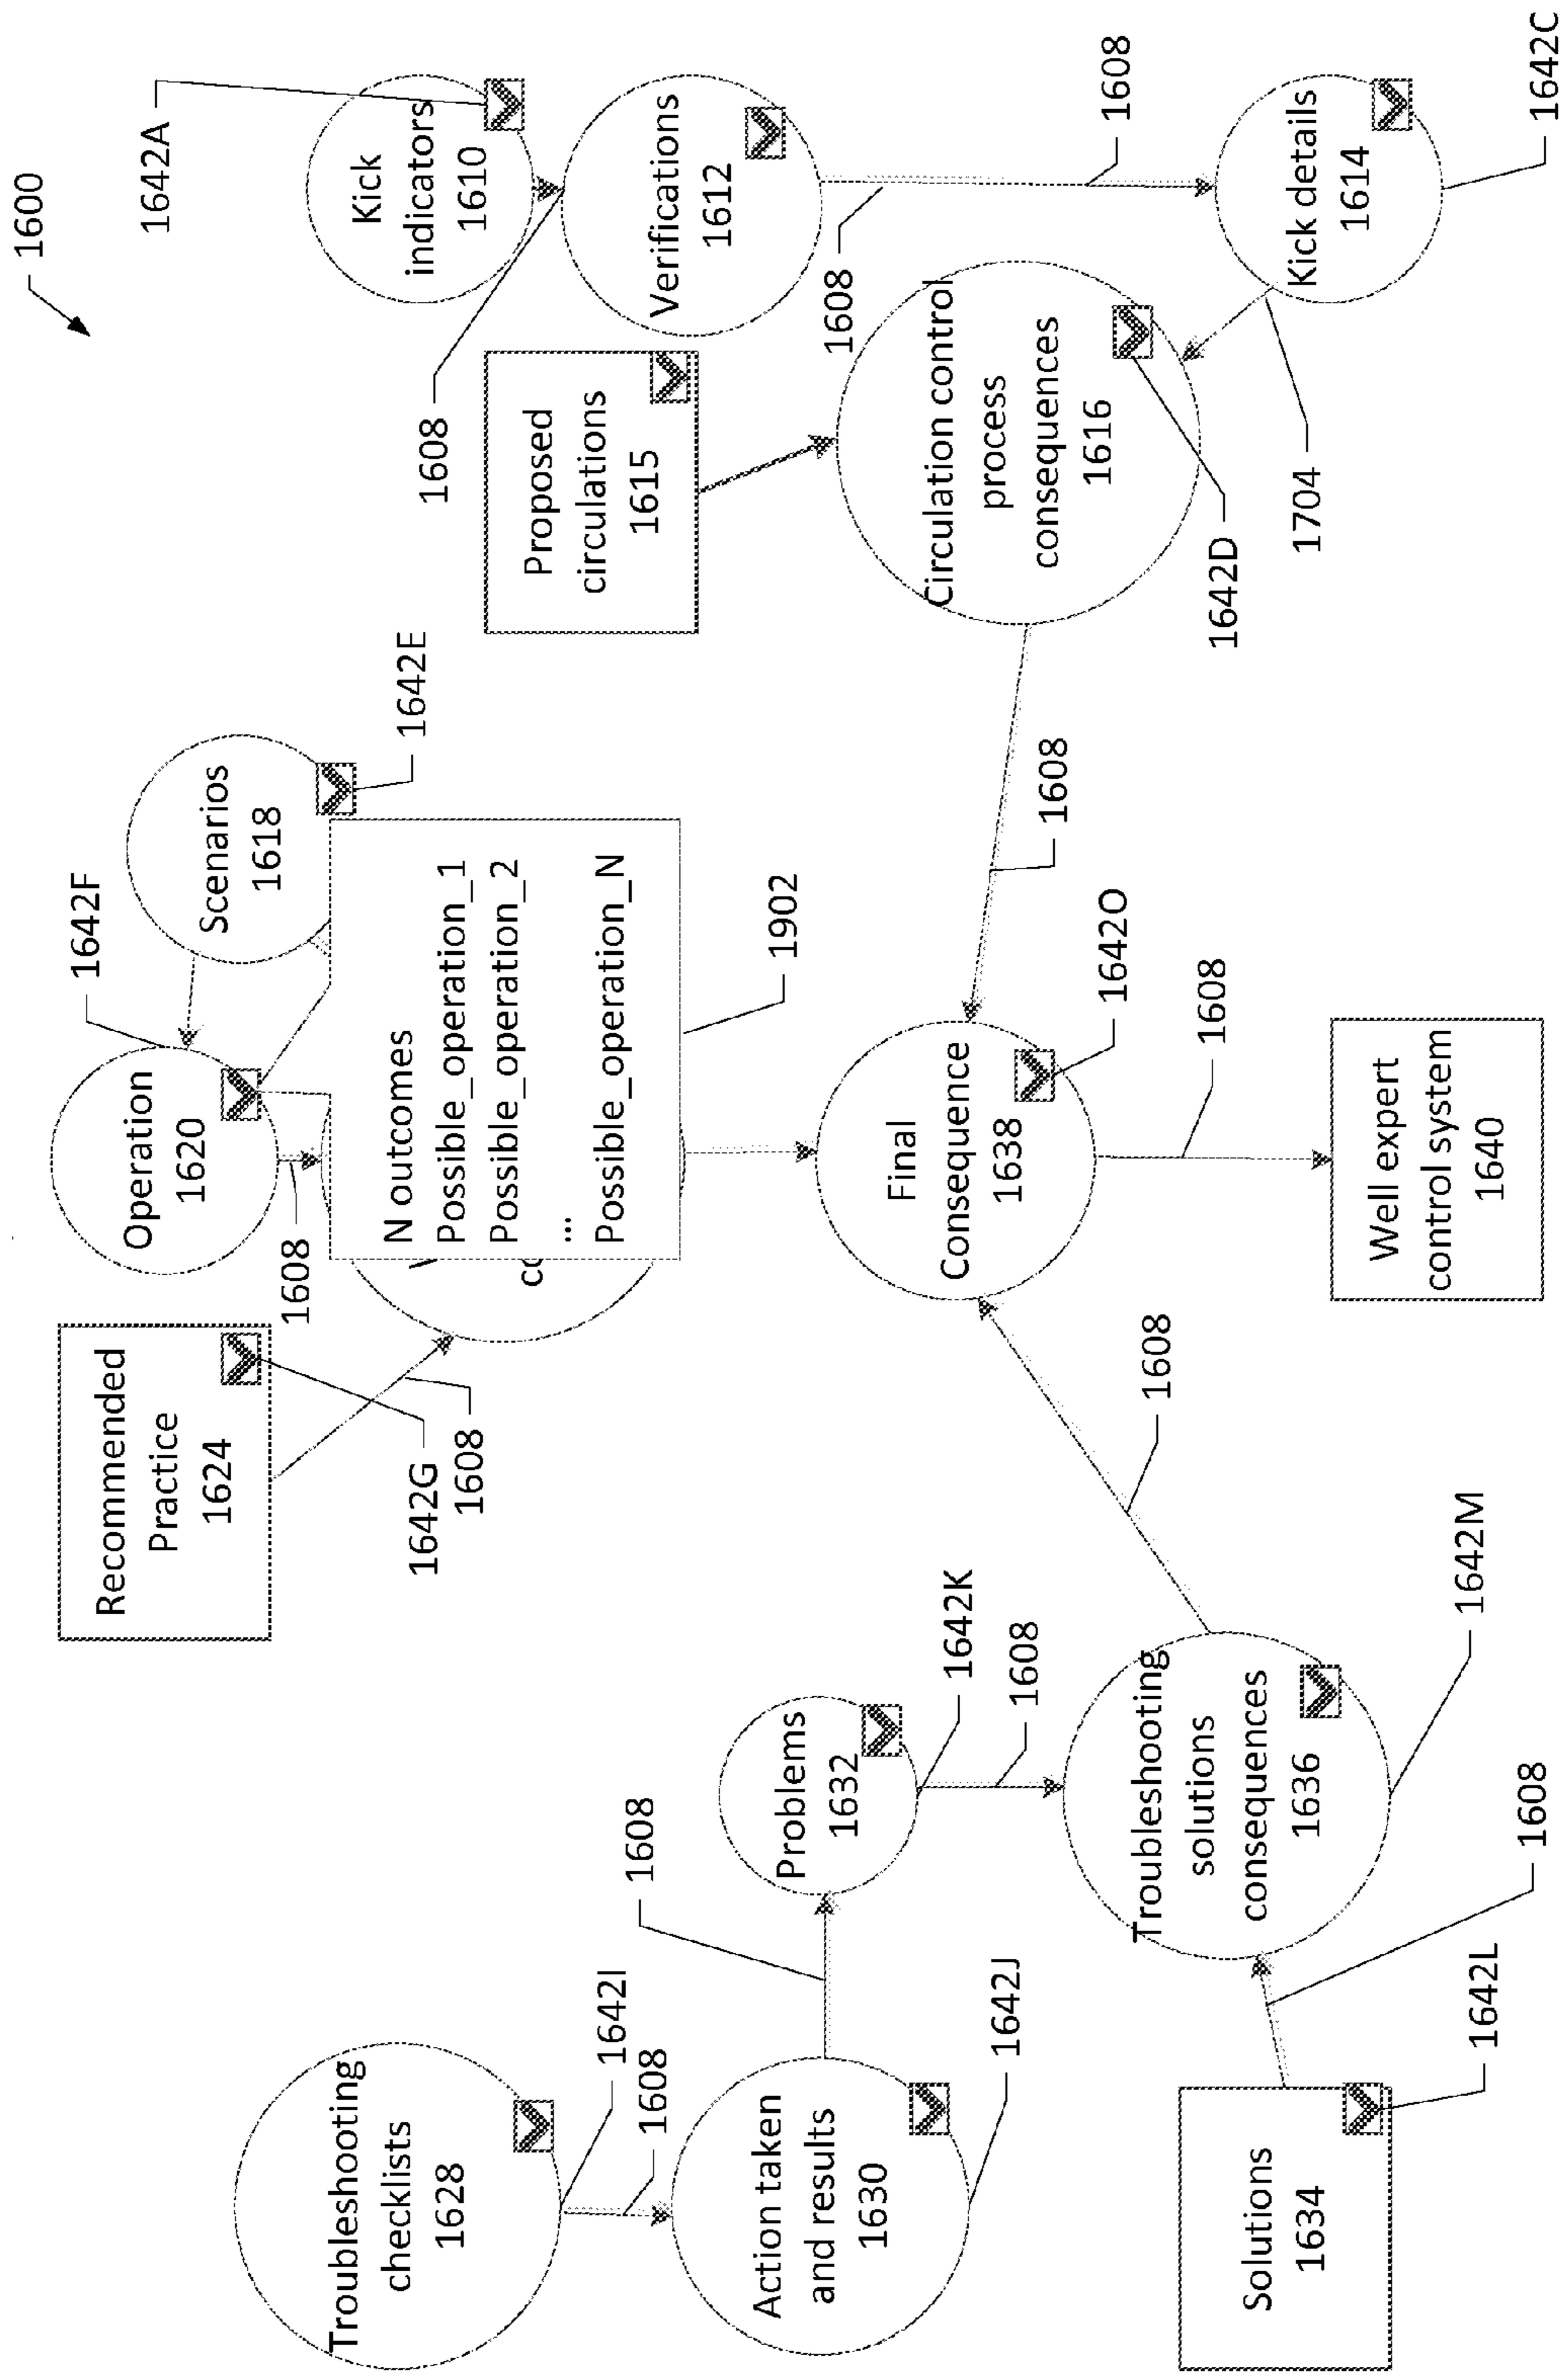 1600
1642A
Kick
indicators
1610
1608
Verifications
1612
1608
1608
Kick details
1614
1642C
Proposed
circulations
1615
Circulation control
process
consequences
1616
1642D
1704
1642E
Scenarios
1618
1642F
Operation
1620
1608
N outcomes
Possible_operation_1
Possible_operation_2
...
Possible_operation_N
1902
Recommended
Practice
1624
1642G
1608
1608
Final
Consequence
1638
1642O
1608
Well expert
control system
1640
1608
Troubleshooting
checklists
1628
1642I
1608
Action taken
and results
1630
1642J
1608
Problems
1632
1642K
1608
Troubleshooting
solutions
consequences
1636
1642M
1608
Solutions
1634
1642L